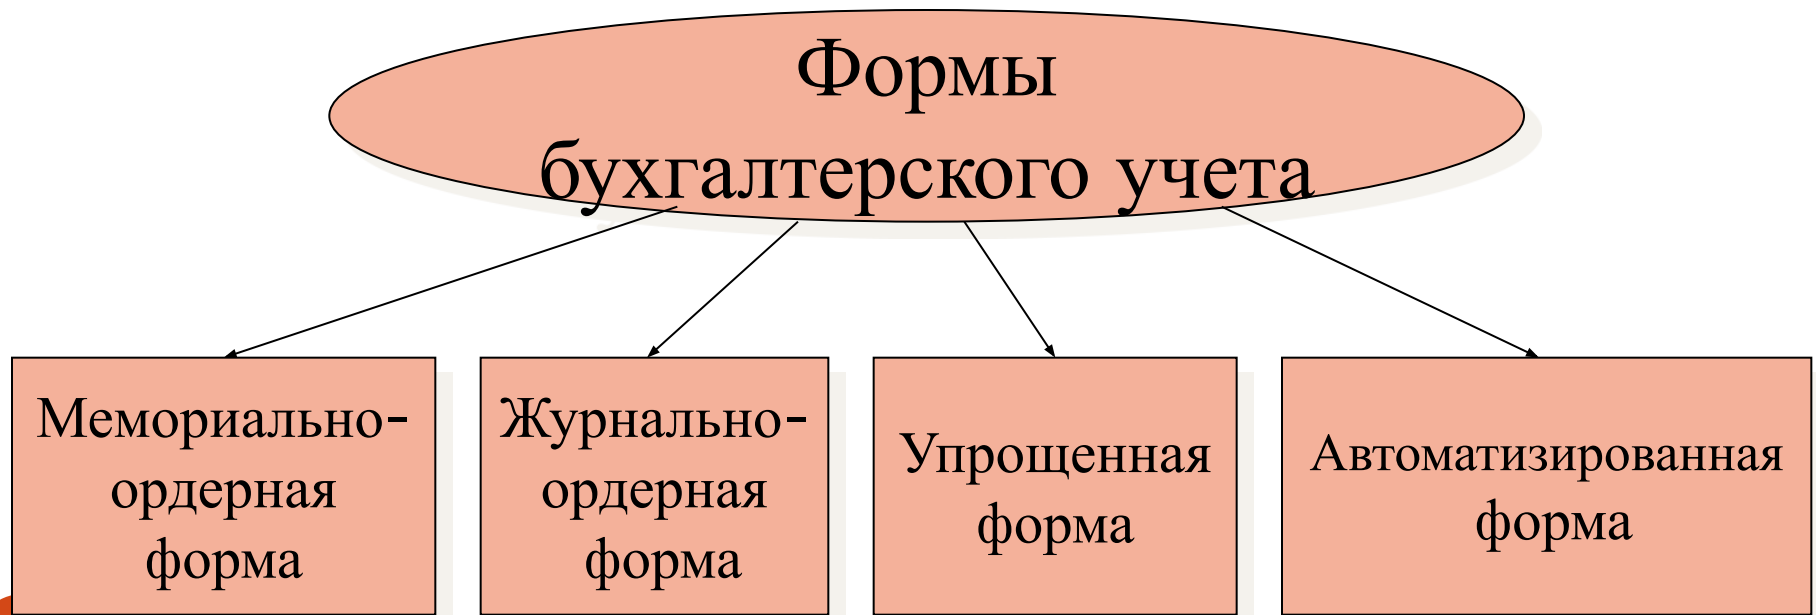 Формы
бухгалтерского учета
Мемориально-
ордерная
форма
Журнально-
ордерная
форма
Упрощенная
форма
Автоматизированная
форма